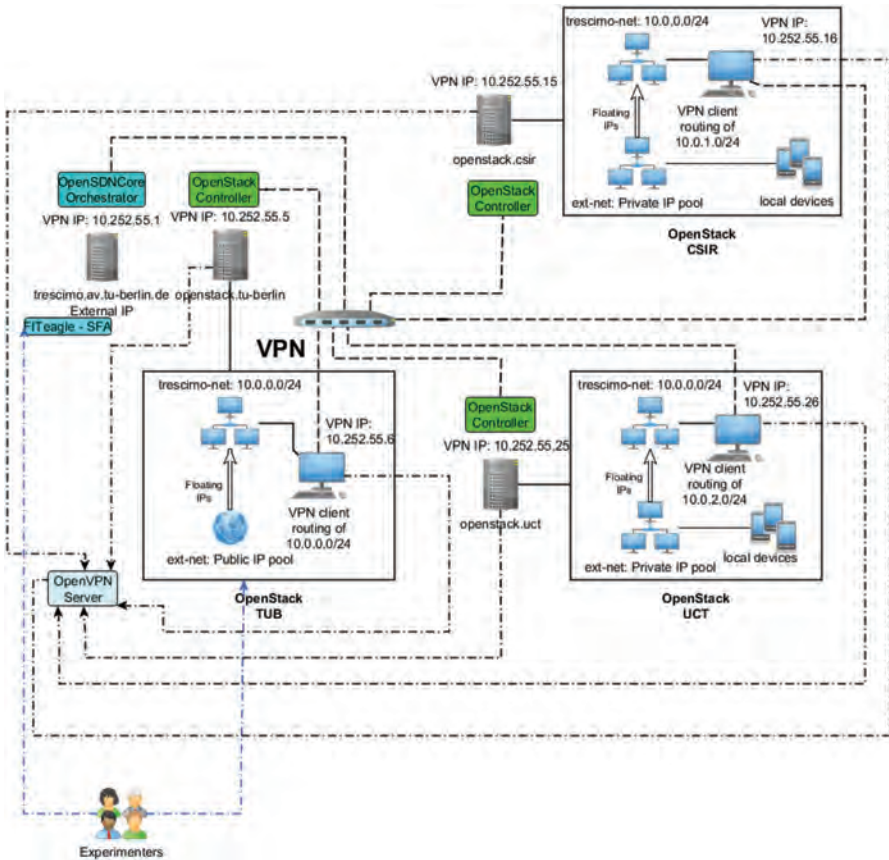 trescimo-net: 10.0.0.0/24
VPN IP:
10.252.55.16
VPN IP: 10.252.55.15
Floating
IPs
VPN client
routing of
10.0.1.0/24
openstack.csir
OpenStack
Controller
ext-net: Private IP pool
local devices
OpenStack
CSIR
OpenSDNCore
Orchestrator
OpenStack
Controller
VPN IP: 10.252.55.1
VPN IP: 10.252.55.5
trescimo.av.tu-berlin.de
openstack.tu-berlin
External IP
FITeagle - SFA
VPN
trescimo-net: 10.0.0.0/24
VPN IP:
10.252.55.6
Floating
IPs
VPN client
routing of
10.0.0.0/24
ext-net: Public IP pool
OpenStack
TUB
OpenStack
Controller
VPN IP: 10.252.55.25
openstack.uct
trescimo-net: 10.0.0.0/24
VPN IP:
10.252.55.26
Floating
IPs
VPN client
routing of
10.0.2.0/24
ext-net: Private IP pool
local devices
OpenStack
UCT
OpenVPN
Server
Experimenters